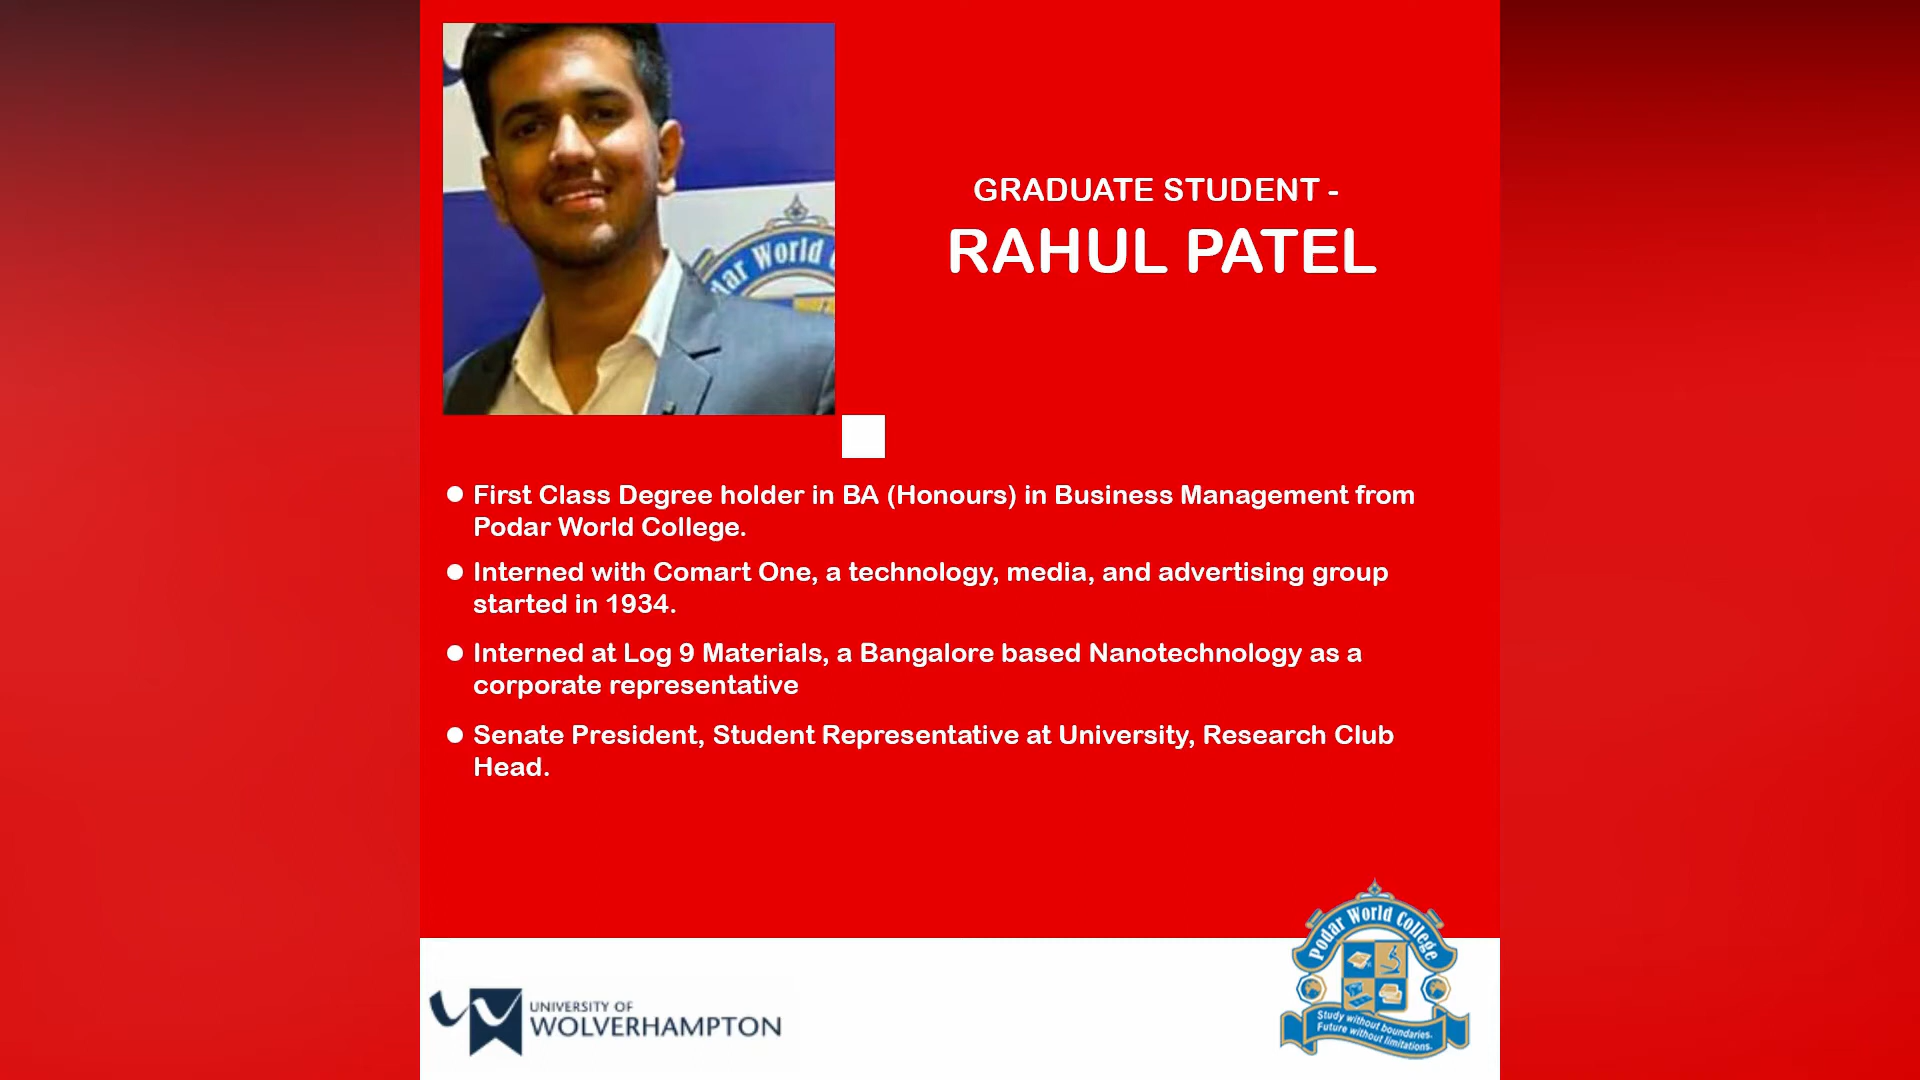 dar World
GRADUATE STUDENT -
RAHUL PATEL
● First Class Degree holder in BA (Honours) in Business Management from
Podar World College.
● Interned with Comart One, a technology, media, and advertising group
started in 1934.
● Interned at Log 9 Materials, a Bangalore based Nanotechnology as a
corporate representative
● Senate President, Student Representative at University, Research Club
Head.
UNIVERSITY OF
WOLVERHAMPTON
Podar World College
Study without boundaries.
Future without limitations.